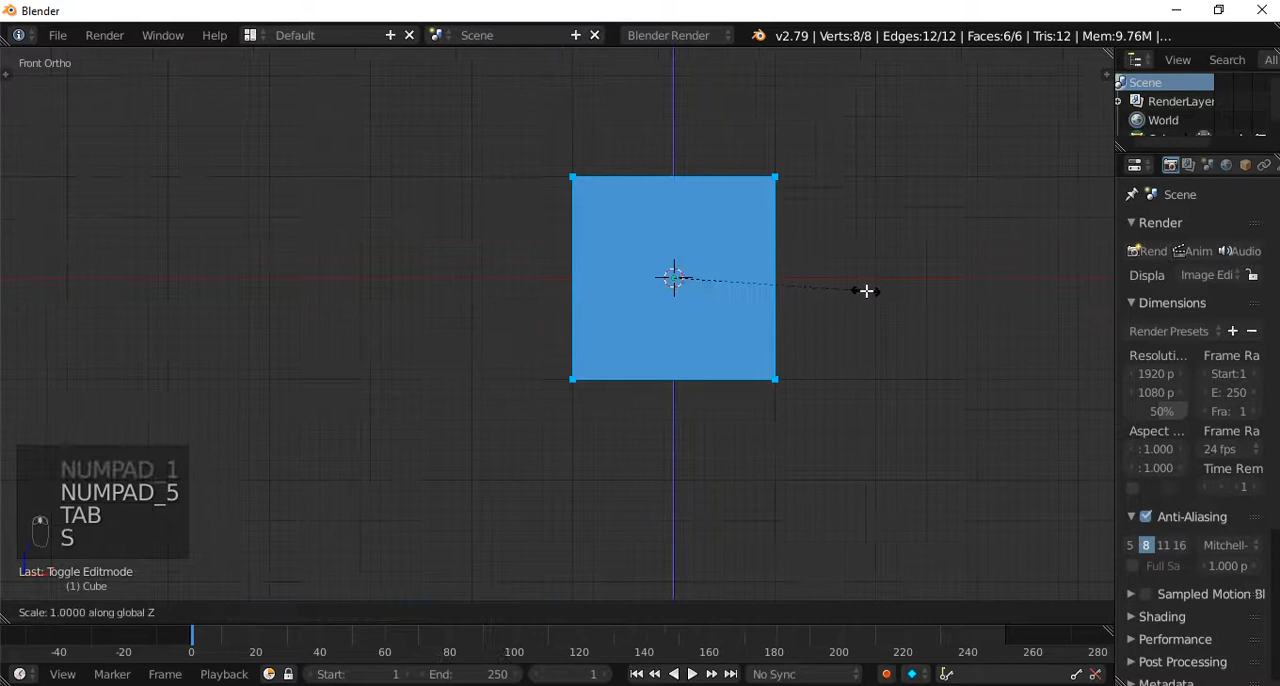 Blender
File Render Window Help Default Scene Blender Render v2.79 | Verts:8/8 | Edges:12/12 | Faces:6/6 | Tris:12 | Mem:9.76M|...
Front Ortho
View Search All
Scene
RenderLayer
World
Scene
Render
Rend Anim Audio
Displa Image Edi
Dimensions
Render Presets
Resoluti... Frame Ra
1920 p Start:1
1080 p E: 250
50% Fra: 1
Aspect ... Frame Ra
: 1.000 24 fps
: 1.000 Time Rem
1
Anti-Aliasing
5 8 11 16 Mitchell-
Full Sa 1.000 p
Sampled Motion Bl
Shading
Performance
Post Processing
Metadata
NUMPAD_1
NUMPAD_5
TAB
S
Last: Toggle Editmode
(1) Cube
Scale: 1.0000 along global Z
-40 -20 0 20 40 60 80 100 120 140 160 180 200 220 240 260 280
View Marker Frame Playback Start: 1 End: 250 1 No Sync